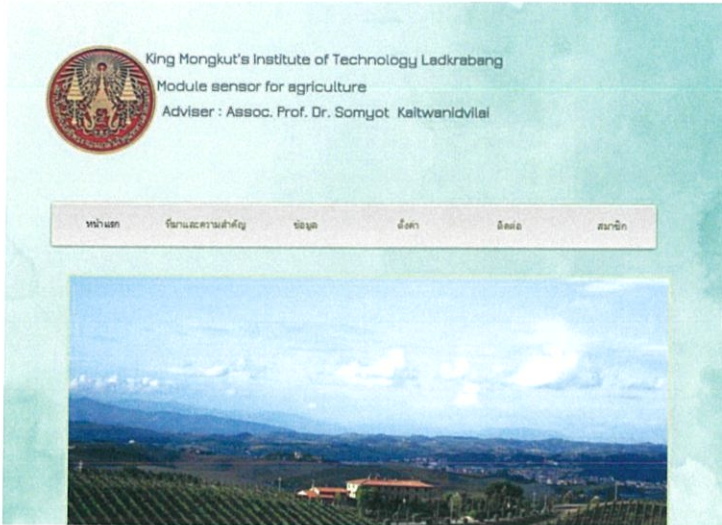 King Mongkut's Institute of Technology Ladkrabang
Module sensor for agriculture
Adviser : Assoc. Prof. Dr. Somyot Kaitwanidvilai
หน้าแรก ที่มาและความสำคัญ ข้อมูล ตั้งค่า ติดต่อ สมาชิก